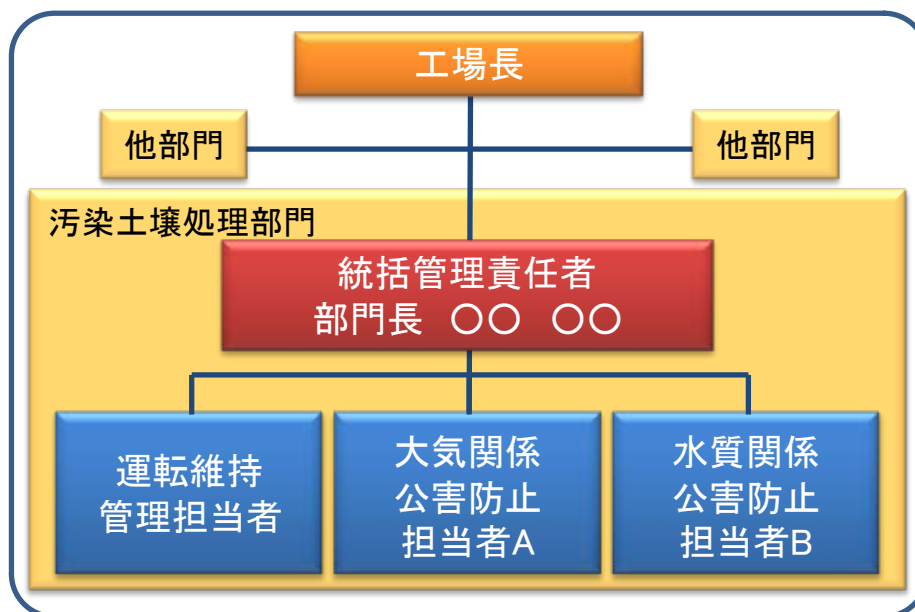 工場長
他部門
他部門
汚染土壌処理部門
統括管理責任者
部門長 〇〇 〇〇
運転維持
管理担当者
大気関係
公害防止
担当者A
水質関係
公害防止
担当者B